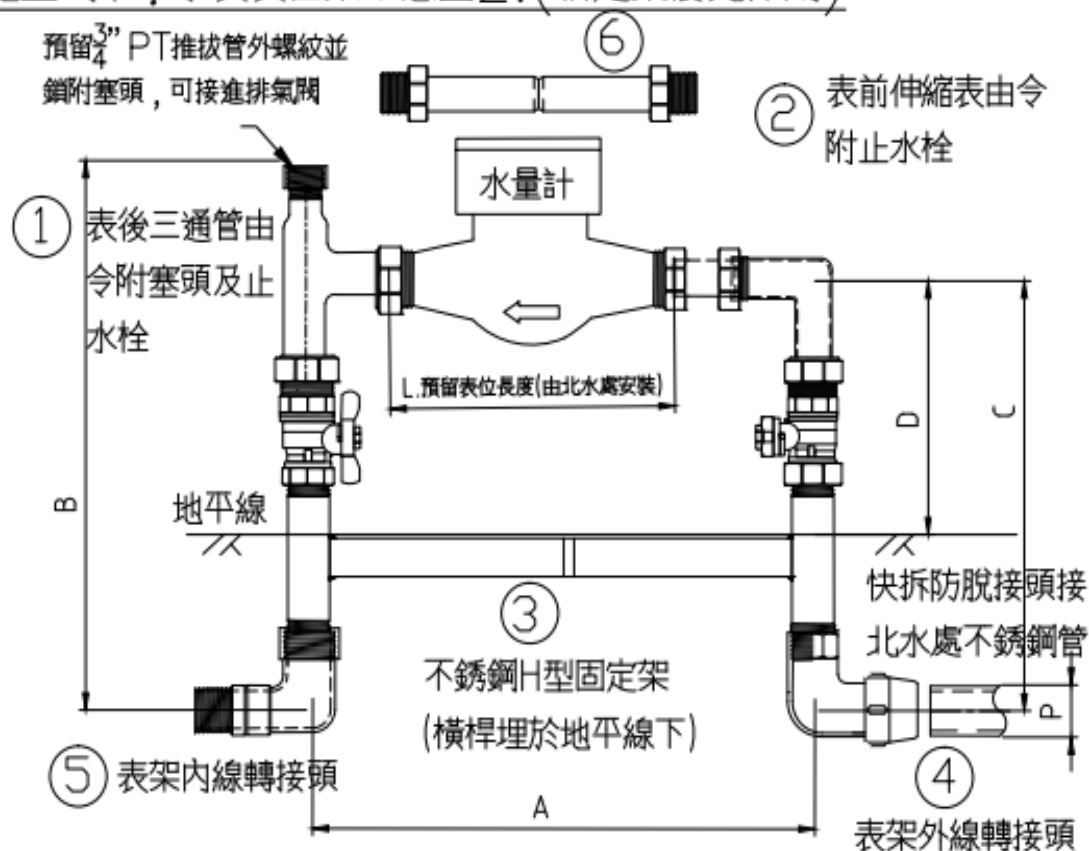 預留3/4" PT推拔管外螺紋並
鎖附塞頭，可接進排氣閥
⑥
② 表前伸縮表由令
附止水栓
水量計
① 表後三通管由
令附塞頭及止
水栓
L.預留表位長度(由北水處安裝)
D
C
B
地平線
③
不銹鋼H型固定架
(橫桿埋於地平線下)
快拆防脫接頭接
北水處不銹鋼管
P
⑤ 表架內線轉接頭
A
④
表架外線轉接頭